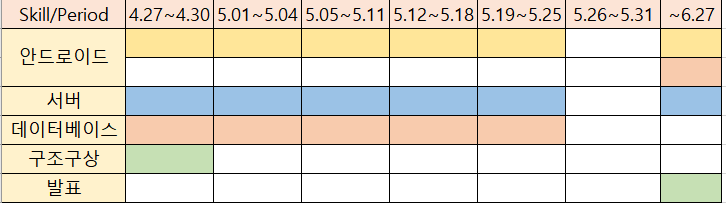 Skill/Period 4.27~4.30 5.01~5.04 5.05~5.11 5.12~5.18 5.19~5.25 5.26~5.31 ~6.27
안드로이드
서버
데이터베이스
구조구상
발표